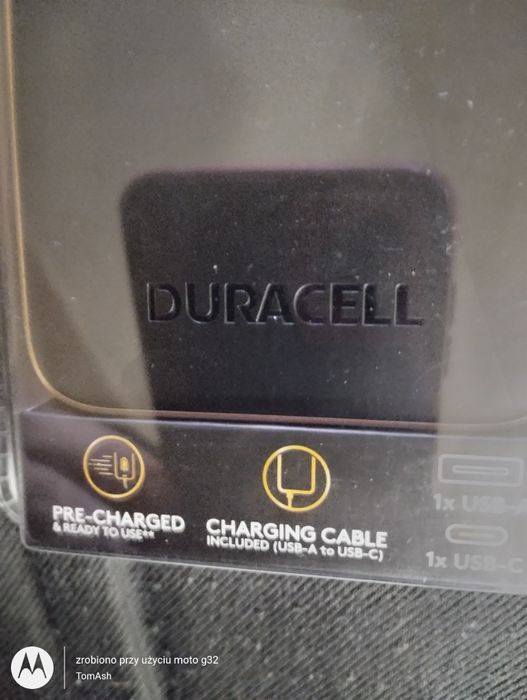 DURACELL
PRE-CHARGED
& READY TO USE**
CHARGING CABLE
INCLUDED (USB-A to USB-C)
1x USB
1x USB-C
zrobiono przy użyciu moto g32
TomAsh